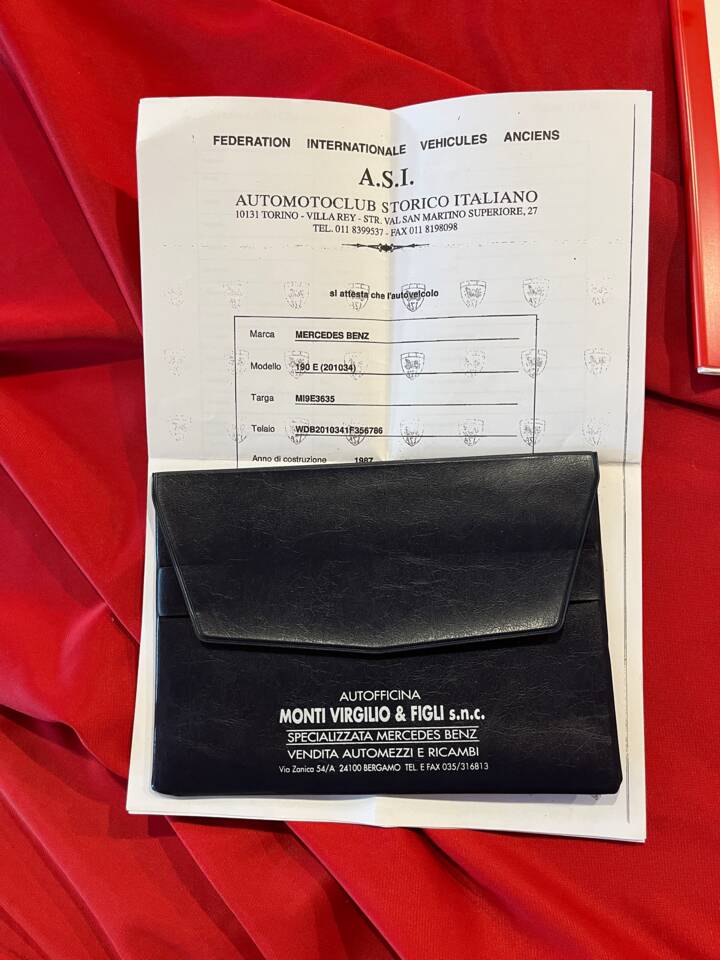 FEDERATION INTERNATIONALE VEHICULES ANCIENS
A.S.I.
AUTOMOTOCLUB STORICO ITALIANO
10131 TORINO - VILLA REY - STR. VAL SAN MARTINO SUPERIORE, 27
TEL. 011 8399537 - FAX 011 8198098
si attesta che l'autoveicolo
Marca MERCEDES BENZ
Modello 190 E (201034)
Targa MI9E3635
Telaio WDB2010341F356786
Anno di costruzione 1987
AUTOFFICINA
MONTI VIRGILIO & FIGLI s.n.c.
SPECIALIZZATA MERCEDES BENZ
VENDITA AUTOMEZZI E RICAMBI
Via Zanica 54/A 24100 BERGAMO TEL. E FAX 035/316813